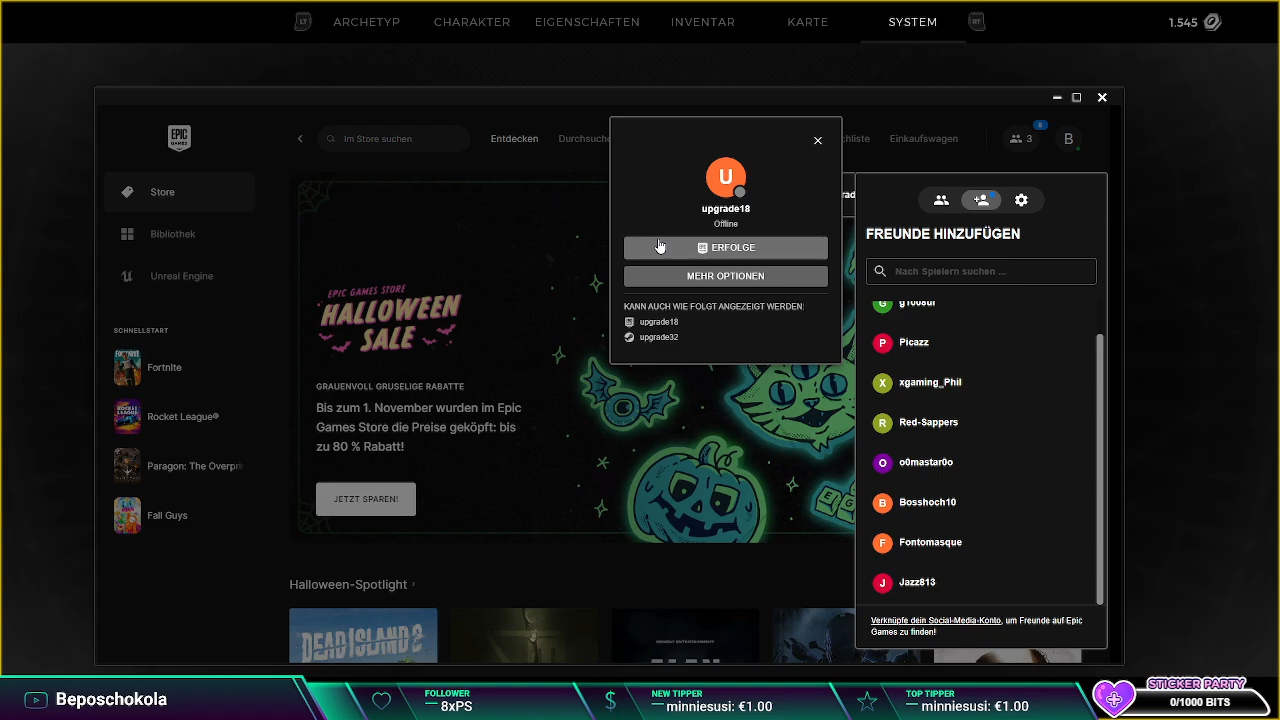 LT ARCHETYP CHARAKTER EIGENSCHAFTEN INVENTAR KARTE SYSTEM RT 1.545
EPIC GAMES
Im Store suchen
Entdecken
Einkaufswagen
6
3
B
Store
Bibliothek
Unreal Engine
SCHNELLSTART
Fortnite
Rocket League®
Paragon: The Overpri
Fall Guys
EPIC GAMES STORE
HALLOWEEN
SALE
GRAUENVOLL GRUSELIGE RABATTE
Bis zum 1. November wurden im Epic
Games Store die Preise geköpft: bis
zu 80 % Rabatt!
JETZT SPAREN!
Halloween-Spotlight
DEAD ISLAND 2
U
upgrade18
Offline
ERFOLGE
MEHR OPTIONEN
KANN AUCH WIE FOLGT ANGEZEIGT WERDEN:
upgrade18
upgrade32
FREUNDE HINZUFÜGEN
Nach Spielern suchen ...
P Picazz
X xgaming_Phil
R Red-Sappers
O o0mastar0o
B Bosshoch10
F Fontomasque
J Jazz813
Verknüpfe dein Social-Media-Konto, um Freunde auf Epic
Games zu finden!
Beposchokola
FOLLOWER
8xPS
NEW TIPPER
minniesusi: €1.00
TOP TIPPER
minniesusi: €1.00
STICKER PARTY
0/1000 BITS